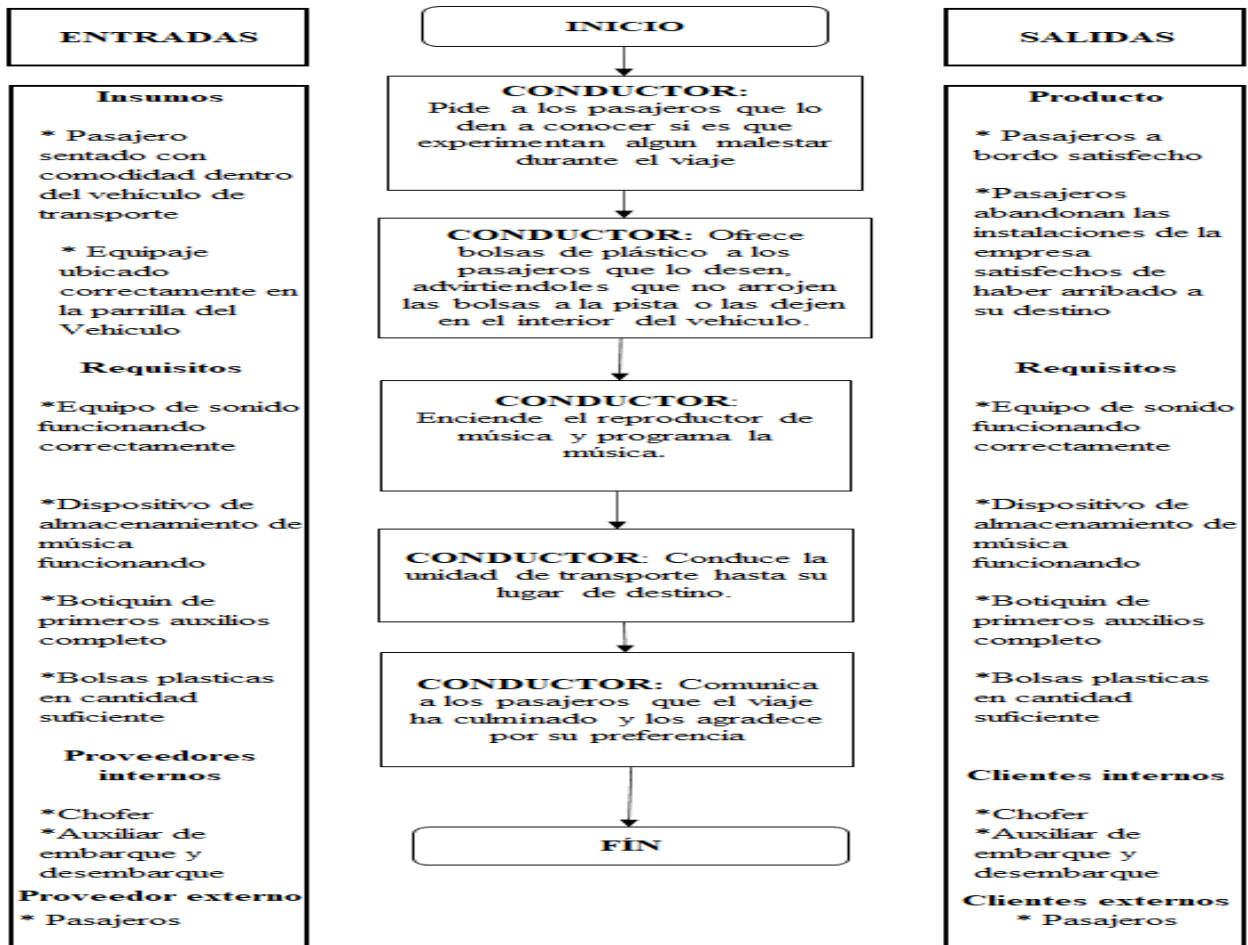 ENTRADAS
Insumos
* Pasajero
sentado con
comodidad dentro
del vehículo de
transporte
* Equipaje
ubicado
correctamente en
la parrilla del
Vehículo
Requisitos
*Equipo de sonido
funcionando
correctamente
*Dispositivo de
almacenamiento de
música
funcionando
*Botiquin de
primeros auxilios
completo
*Bolsas plasticas
en cantidad
suficiente
Proveedores
internos
*Chofer
*Auxiliar de
embarque y
desembarque
Proveedor externo
* Pasajeros
INICIO
CONDUCTOR:
Pide a los pasajeros que lo
den a conocer si es que
experimentan algun malestar
durante el viaje
CONDUCTOR: Ofrece
bolsas de plástico a los
pasajeros que lo desen,
advirtiendoles que no arrojen
las bolsas a la pista o las dejen
en el interior del vehículo.
CONDUCTOR:
Enciende el reproductor de
música y programa la
música.
CONDUCTOR: Conduce la
unidad de transporte hasta su
lugar de destino.
CONDUCTOR: Comunica
a los pasajeros que el viaje
ha culminado y los agradece
por su preferencia
FÍN
SALIDAS
Producto
* Pasajeros a
bordo satisfecho
*Pasajeros
abandonan las
instalaciones de la
empresa
satisfechos de
haber arribado a
su destino
Requisitos
*Equipo de sonido
funcionando
correctamente
*Dispositivo de
almacenamiento de
música
funcionando
*Botiquin de
primeros auxilios
completo
*Bolsas plasticas
en cantidad
suficiente
Clientes internos
*Chofer
*Auxiliar de
embarque y
desembarque
Clientes externos
* Pasajeros